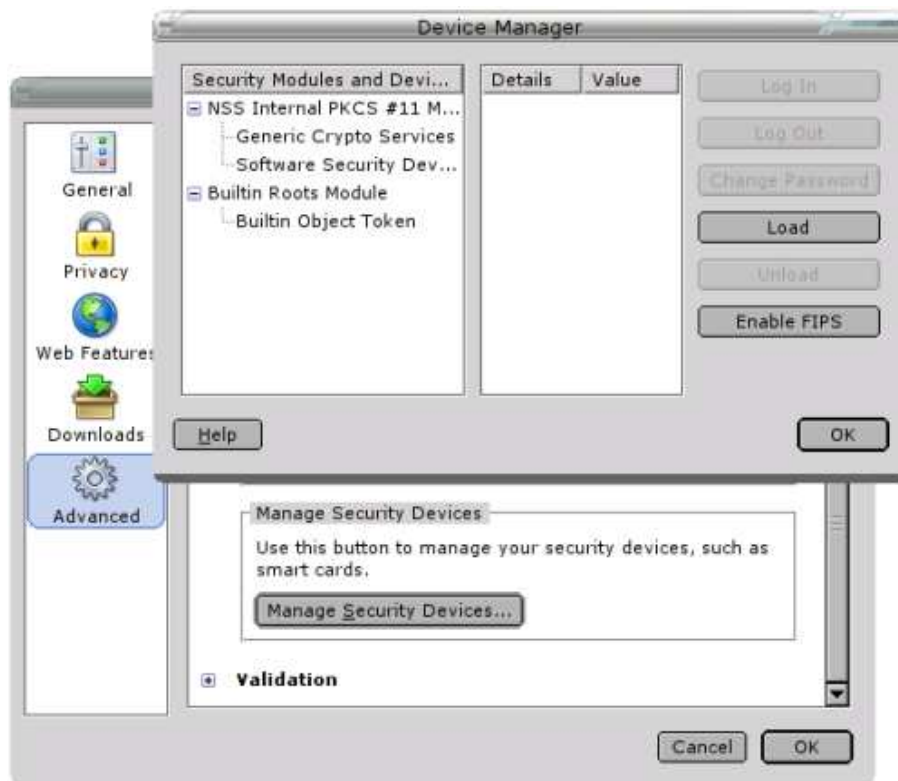 Device Manager
Security Modules and Devi...
NSS Internal PKCS #11 M...
Generic Crypto Services
Software Security Dev...
Builtin Roots Module
Builtin Object Token
Details Value
Log In
Log Out
Change Password
Load
Unload
Enable FIPS
Help
OK
General
Privacy
Web Features
Downloads
Advanced
Manage Security Devices
Use this button to manage your security devices, such as
smart cards.
Manage Security Devices...
Validation
Cancel OK